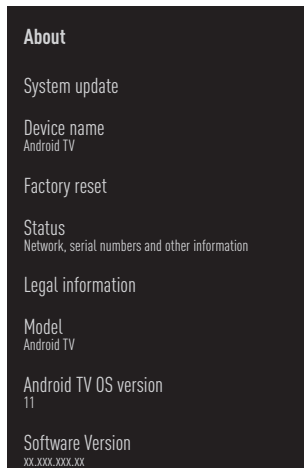 About
System update
Device name
Android TV
Factory reset
Status
Network, serial numbers and other information
Legal information
Model
Android TV
Android TV OS version
11
Software Version
xx.xxx.xxx.xx